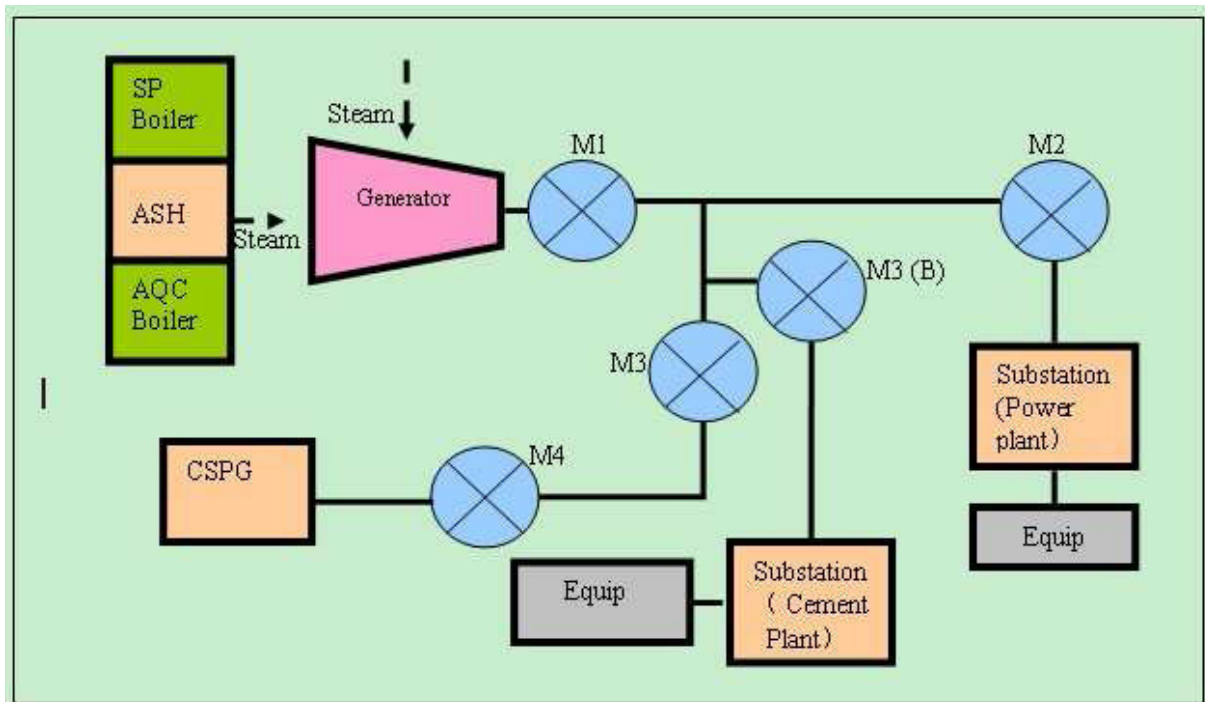 SP
Boiler
ASH
AQC
Boiler
Steam
Steam
Generator
M1
M2
M3 (B)
M3
M4
CSPG
Substation
(Power
plant)
Equip
Equip
Substation
( Cement
Plant)